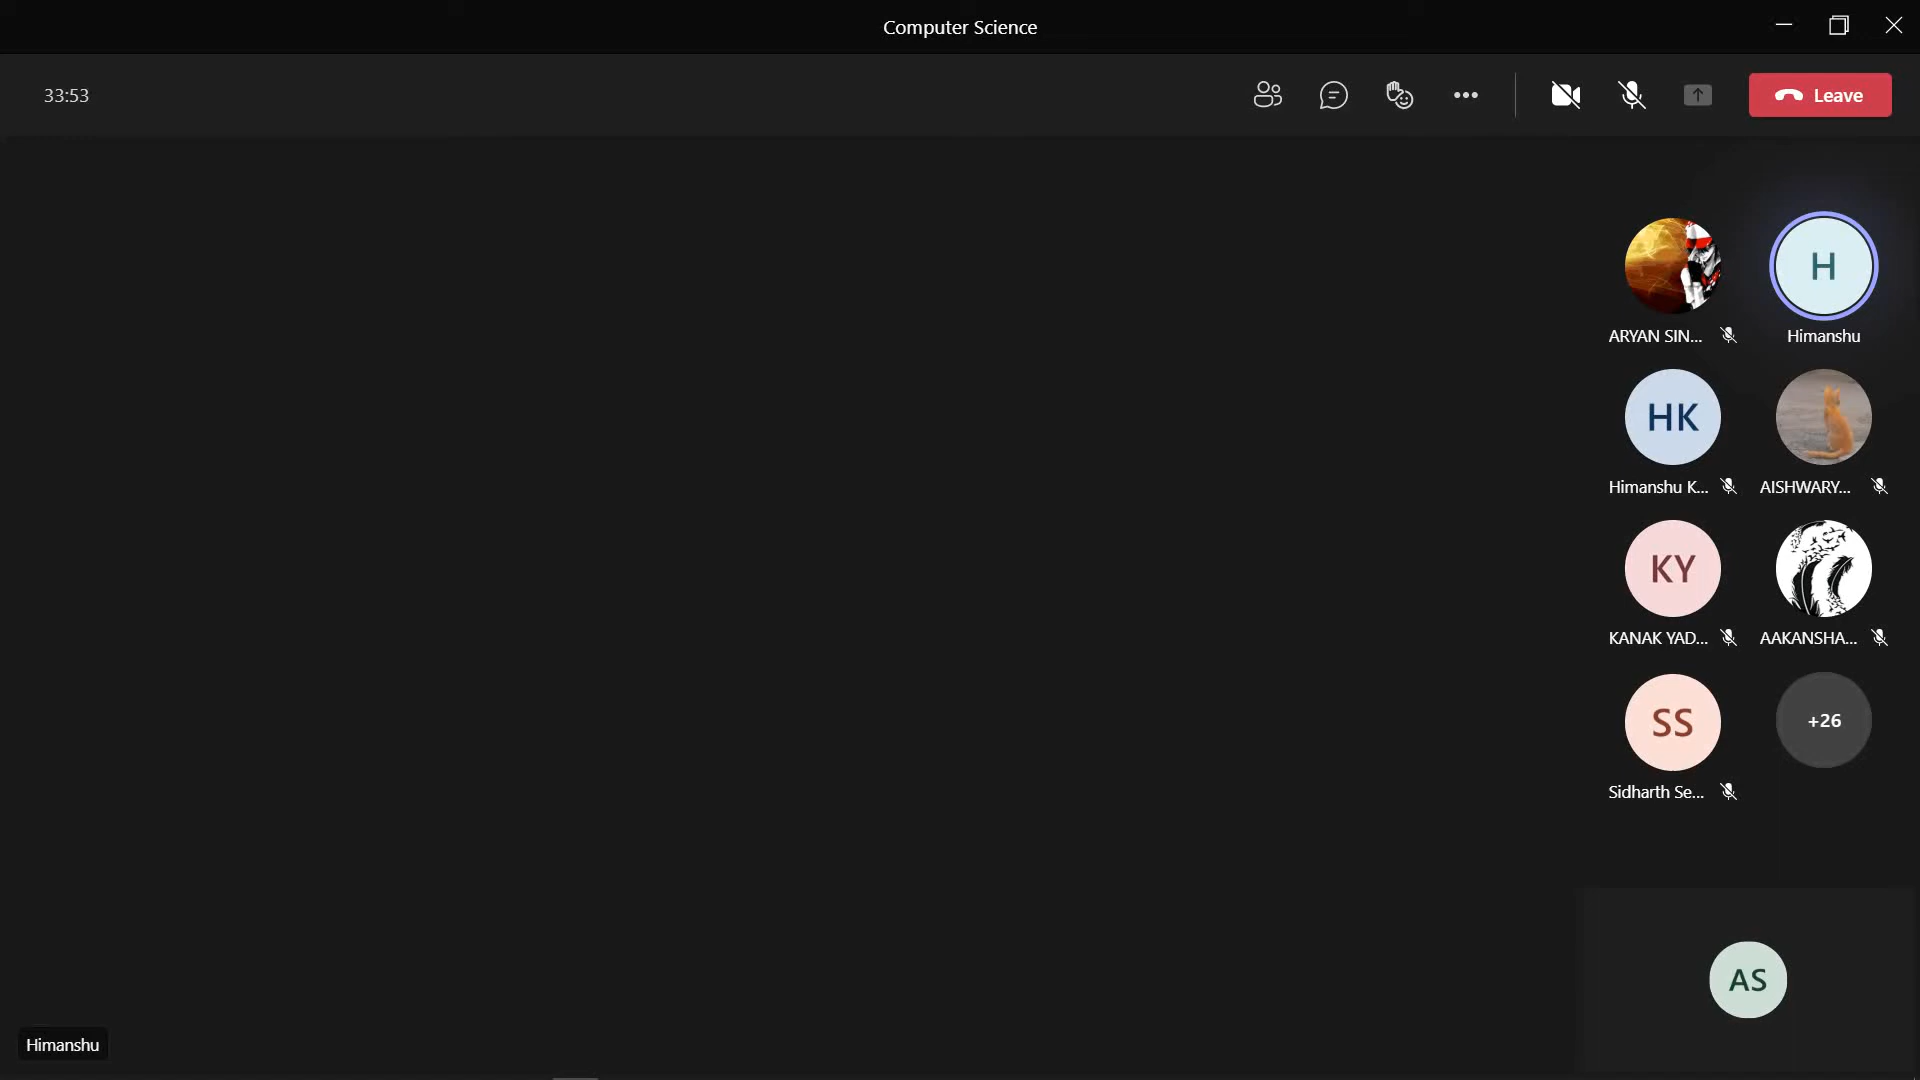 Computer Science
33:53
Leave
H
ARYAN SIN...
Himanshu
HK
Himanshu K...
AISHWARY...
KY
KANAK YAD...
AAKANSHA...
SS
+26
Sidharth Se...
AS
Himanshu